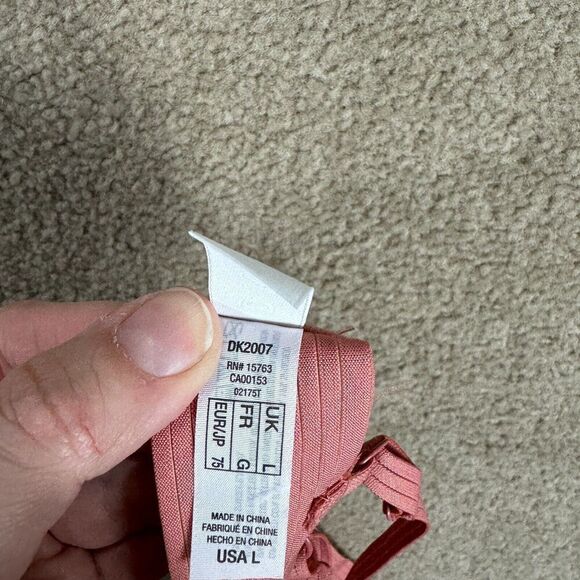 DK2007
RN# 15763
CA00153
02175T
UK L
FR G
EUR/JP 75
MADE IN CHINA
FABRIQUÉ EN CHINE
HECHO EN CHINA
USA L